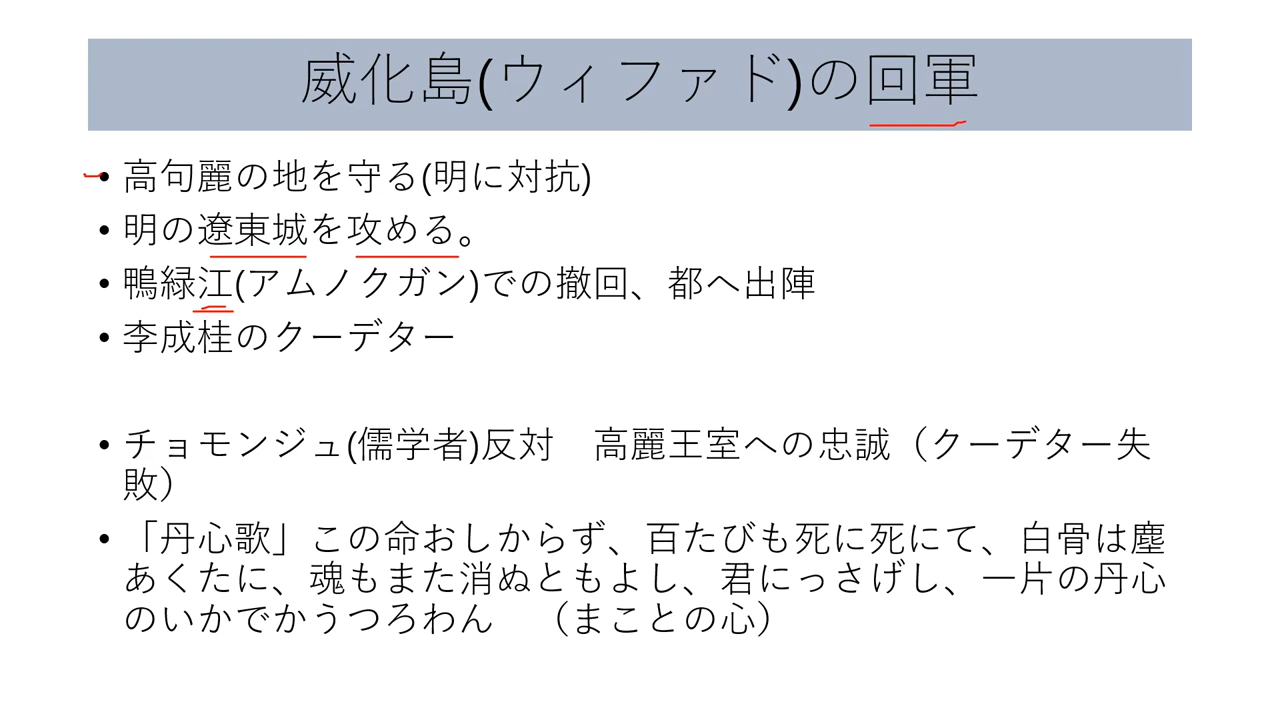 威化島(ウィファド)の回軍
• 高句麗の地を守る(明に対抗)
• 明の遼東城を攻める。
• 鴨緑江(アムノクガン)での撤回、都へ出陣
• 李成桂のクーデター
• チョモンジュ(儒学者)反対　高麗王室への忠誠（クーデター失
敗）
• 「丹心歌」この命おしからず、百たびも死に死にて、白骨は塵
あくたに、魂もまた消ぬともよし、君にっさげし、一片の丹心
のいかでかうつろわん　（まことの心）